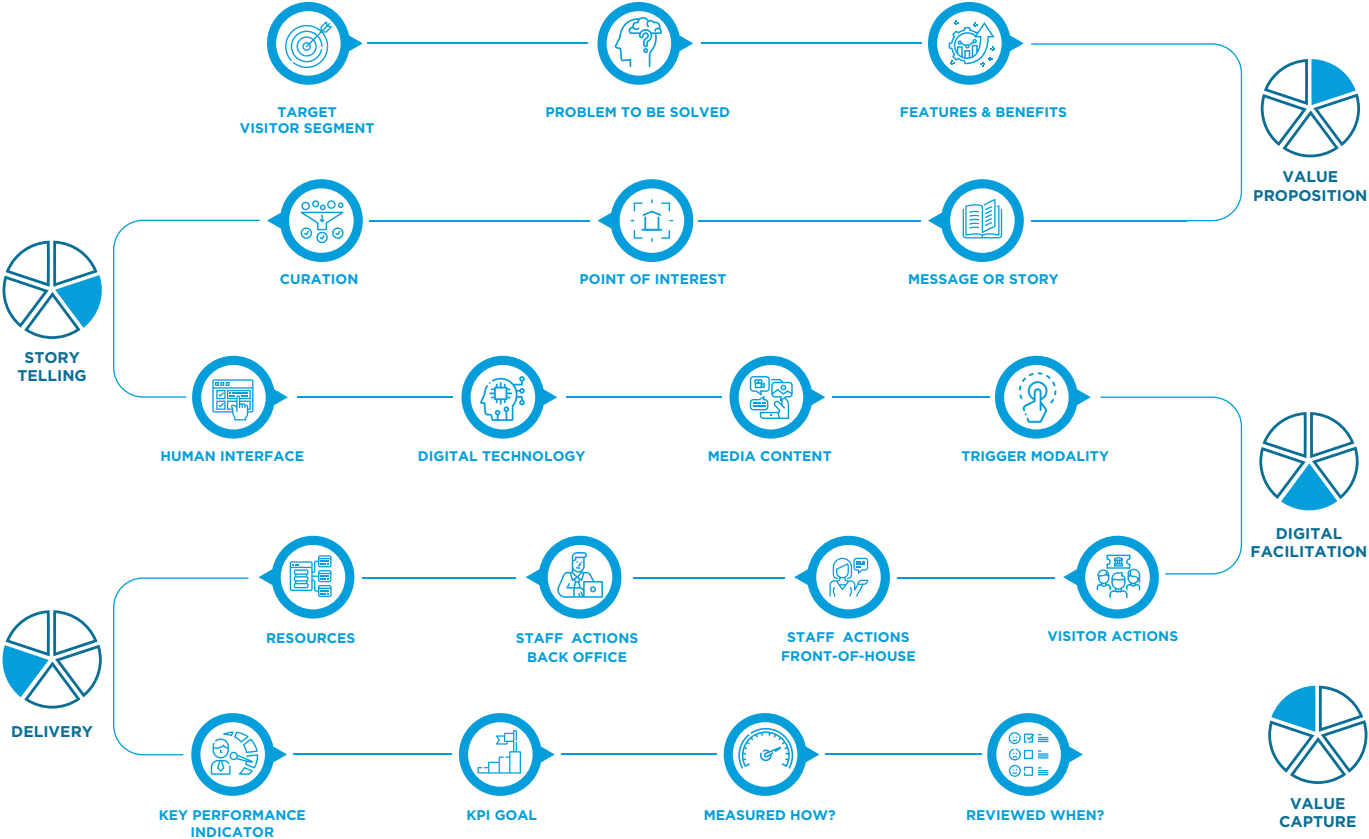 TARGET
VISITOR SEGMENT
PROBLEM TO BE SOLVED
FEATURES & BENEFITS
VALUE
PROPOSITION
CURATION
POINT OF INTEREST
MESSAGE OR STORY
STORY
TELLING
HUMAN INTERFACE
DIGITAL TECHNOLOGY
MEDIA CONTENT
TRIGGER MODALITY
DIGITAL
FACILITATION
RESOURCES
STAFF ACTIONS
BACK OFFICE
STAFF ACTIONS
FRONT-OF-HOUSE
VISITOR ACTIONS
DELIVERY
KEY PERFORMANCE
INDICATOR
KPI GOAL
MEASURED HOW?
REVIEWED WHEN?
VALUE
CAPTURE